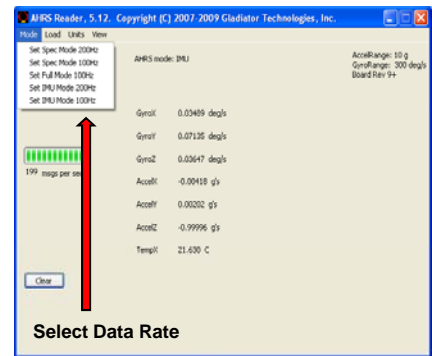 AHRS Reader, 5.12. Copyright (C) 2007-2009 Gladiator Technologies, Inc.
Mode Load Units View
Set Spec Mode 200Hz
Set Spec Mode 100Hz
Set Full Mode 100Hz
Set IMU Mode 200Hz
Set IMU Mode 100Hz
AHRS mode: IMU
AccelRange: 10 g
GyroRange: 300 deg/s
Board Rev 9+
GyroX 0.03489 deg/s
GyroY 0.07135 deg/s
GyroZ 0.03647 deg/s
199 msgs per sec
AccelX -0.00418 g's
AccelY 0.00202 g's
AccelZ -0.99996 g's
TempX 21.630 C
Clear
Select Data Rate